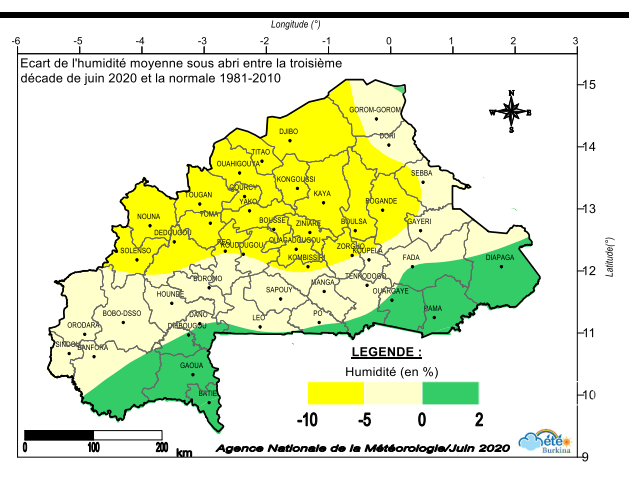 Longitude (°)
-6 -5 -4 -3 -2 -1 0 1 2 3
Ecart de l'humidité moyenne sous abri entre la troisième
décade de juin 2020 et la normale 1981-2010
15
GOROM-GOROM
N
W E
S
DJIBO
DORI
14
TITAO
OUAHIGOUYA
SEBBA
KONGOUSSI
TOUGAN
GOURCY
KAYA
YAKO
BOGANDE
13
NOUNA
TOMA
BOUSSE
ZINIARE
BOULSA
GAYERI
DEDOUGOU
REO
KOUDOUGOU
OUAGADOUGOU
ZORGHO
KOUPELA
Latitude(°)
SOLENSO
KOMBISSIRI
FADA
DIAPAGA
12
BOROMO
TENKODOGO
HOUNDE
SAPOUY
MANGA
OUARGAYE
BOBO-DSSO
DANO
LEO
PO
PAMA
ORODARA
DIEBOUGOU
11
SINDOU
BANFORA
LEGENDE :
GAOUA
Humidité (en %)
BATIE
10
-10 -5 0 2
0 100 200
km
Agence Nationale de la Météorologie/Juin 2020
Météo
Burkina
9